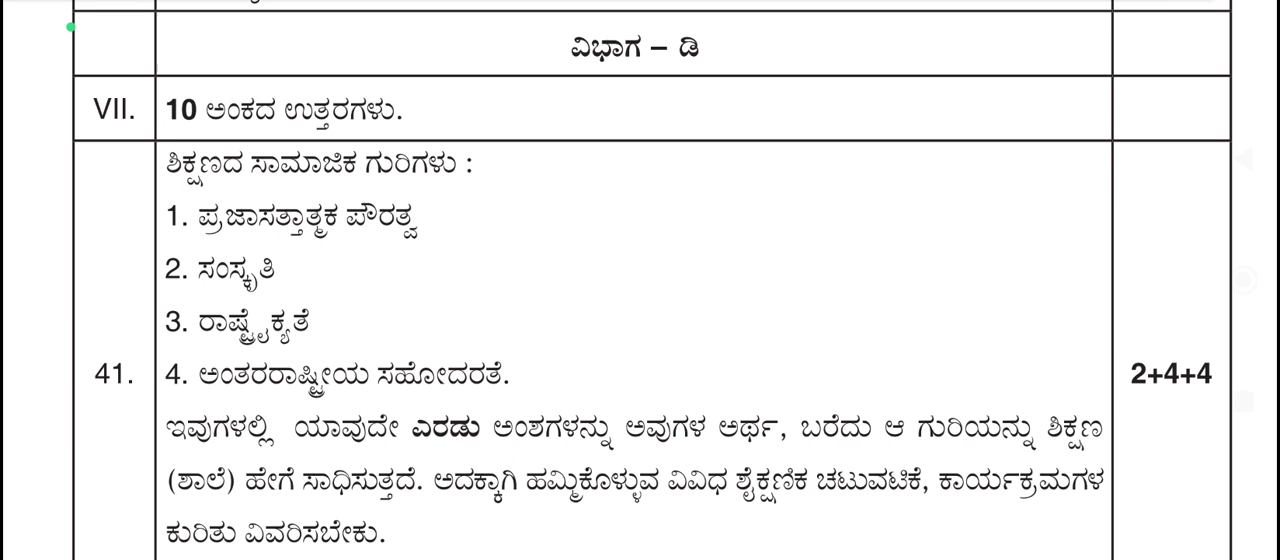 ವಿಭಾಗ – ಡಿ
VII. 10 ಅಂಕದ ಉತ್ತರಗಳು.
ಶಿಕ್ಷಣದ ಸಾಮಾಜಿಕ ಗುರಿಗಳು :
1. ಪ್ರಜಾಸತ್ತಾತ್ಮಕ ಪೌರತ್ವ
2. ಸಂಸ್ಕೃತಿ
3. ರಾಷ್ಟ್ರೈಕ್ಯತೆ
41. 4. ಅಂತರರಾಷ್ಟ್ರೀಯ ಸಹೋದರತೆ. 2+4+4
ಇವುಗಳಲ್ಲಿ ಯಾವುದೇ ಎರಡು ಅಂಶಗಳನ್ನು ಅವುಗಳ ಅರ್ಥ, ಬರೆದು ಆ ಗುರಿಯನ್ನು ಶಿಕ್ಷಣ
(ಶಾಲೆ) ಹೇಗೆ ಸಾಧಿಸುತ್ತದೆ. ಅದಕ್ಕಾಗಿ ಹಮ್ಮಿಕೊಳ್ಳುವ ವಿವಿಧ ಶೈಕ್ಷಣಿಕ ಚಟುವಟಿಕೆ, ಕಾರ್ಯಕ್ರಮಗಳ
ಕುರಿತು ವಿವರಿಸಬೇಕು.